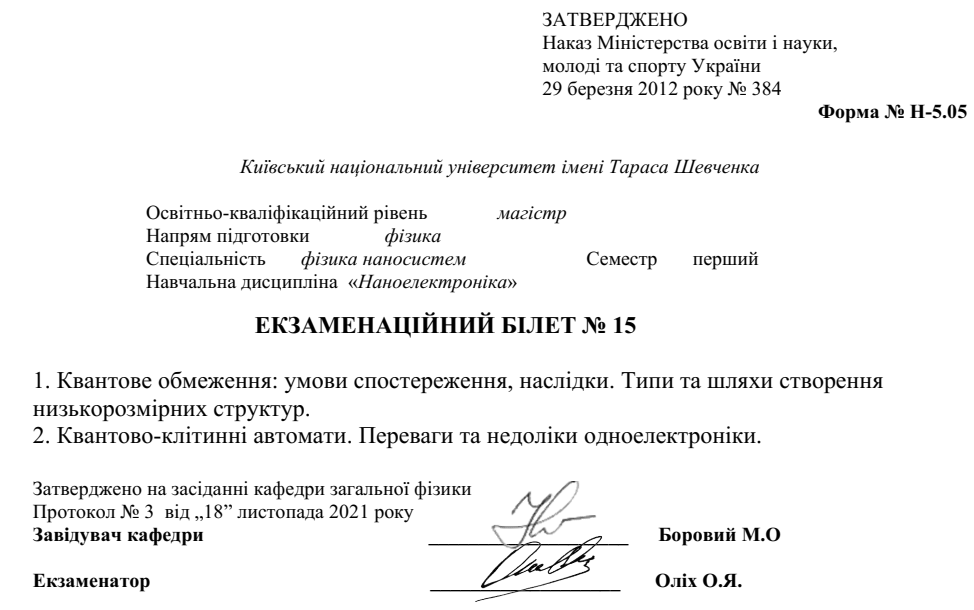 ЗАТВЕРДЖЕНО
Наказ Міністерства освіти і науки,
молоді та спорту України
29 березня 2012 року № 384
Форма № Н-5.05
Київський національний університет імені Тараса Шевченка
Освітньо-кваліфікаційний рівень магістр
Напрям підготовки фізика
Спеціальність фізика наносистем Семестр перший
Навчальна дисципліна «Наноелектроніка»
ЕКЗАМЕНАЦІЙНИЙ БІЛЕТ № 15
1. Квантове обмеження: умови спостереження, наслідки. Типи та шляхи створення
низькорозмірних структур.
2. Квантово-клітинні автомати. Переваги та недоліки одноелектроніки.
Затверджено на засіданні кафедри загальної фізики
Протокол № 3 від „18” листопада 2021 року
Завідувач кафедри Боровий М.О
Екзаменатор Оліх О.Я.